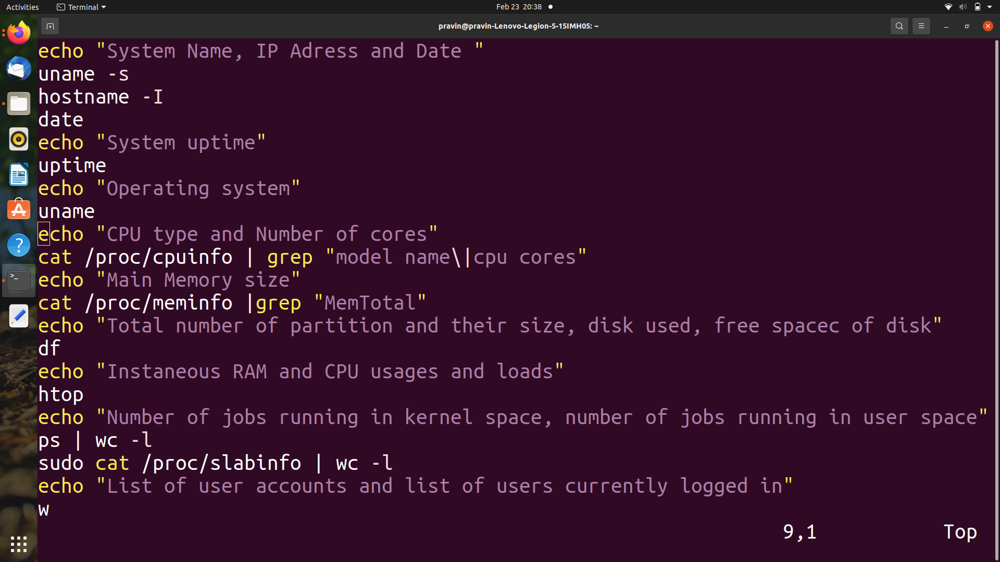 Activities Terminal Feb 23 20:38
pravin@pravin-Lenovo-Legion-5-15IMH05: ~
echo "System Name, IP Adress and Date "
uname -s
hostname -I
date
echo "System uptime"
uptime
echo "Operating system"
uname
echo "CPU type and Number of cores"
cat /proc/cpuinfo | grep "model name\|cpu cores"
echo "Main Memory size"
cat /proc/meminfo |grep "MemTotal"
echo "Total number of partition and their size, disk used, free spacec of disk"
df
echo "Instaneous RAM and CPU usages and loads"
htop
echo "Number of jobs running in kernel space, number of jobs running in user space"
ps | wc -l
sudo cat /proc/slabinfo | wc -l
echo "List of user accounts and list of users currently logged in"
w
9,1 Top